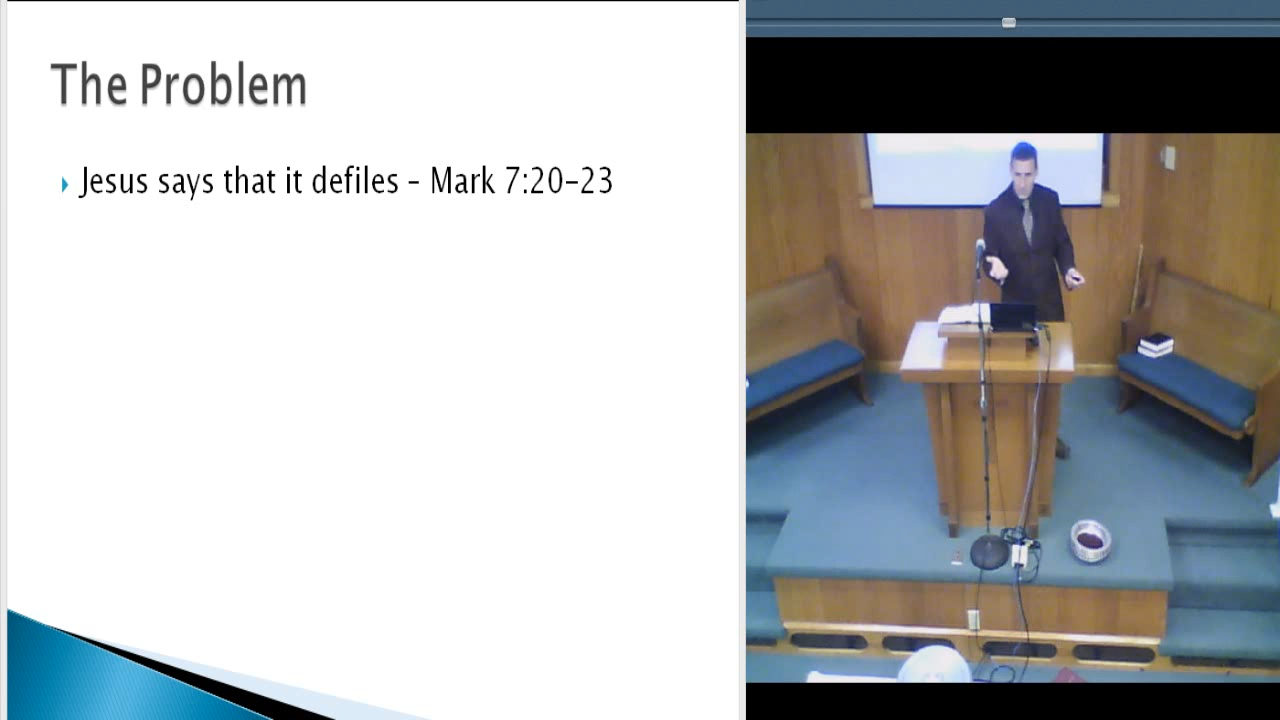 The Problem
Jesus says that it defiles - Mark 7:20-23